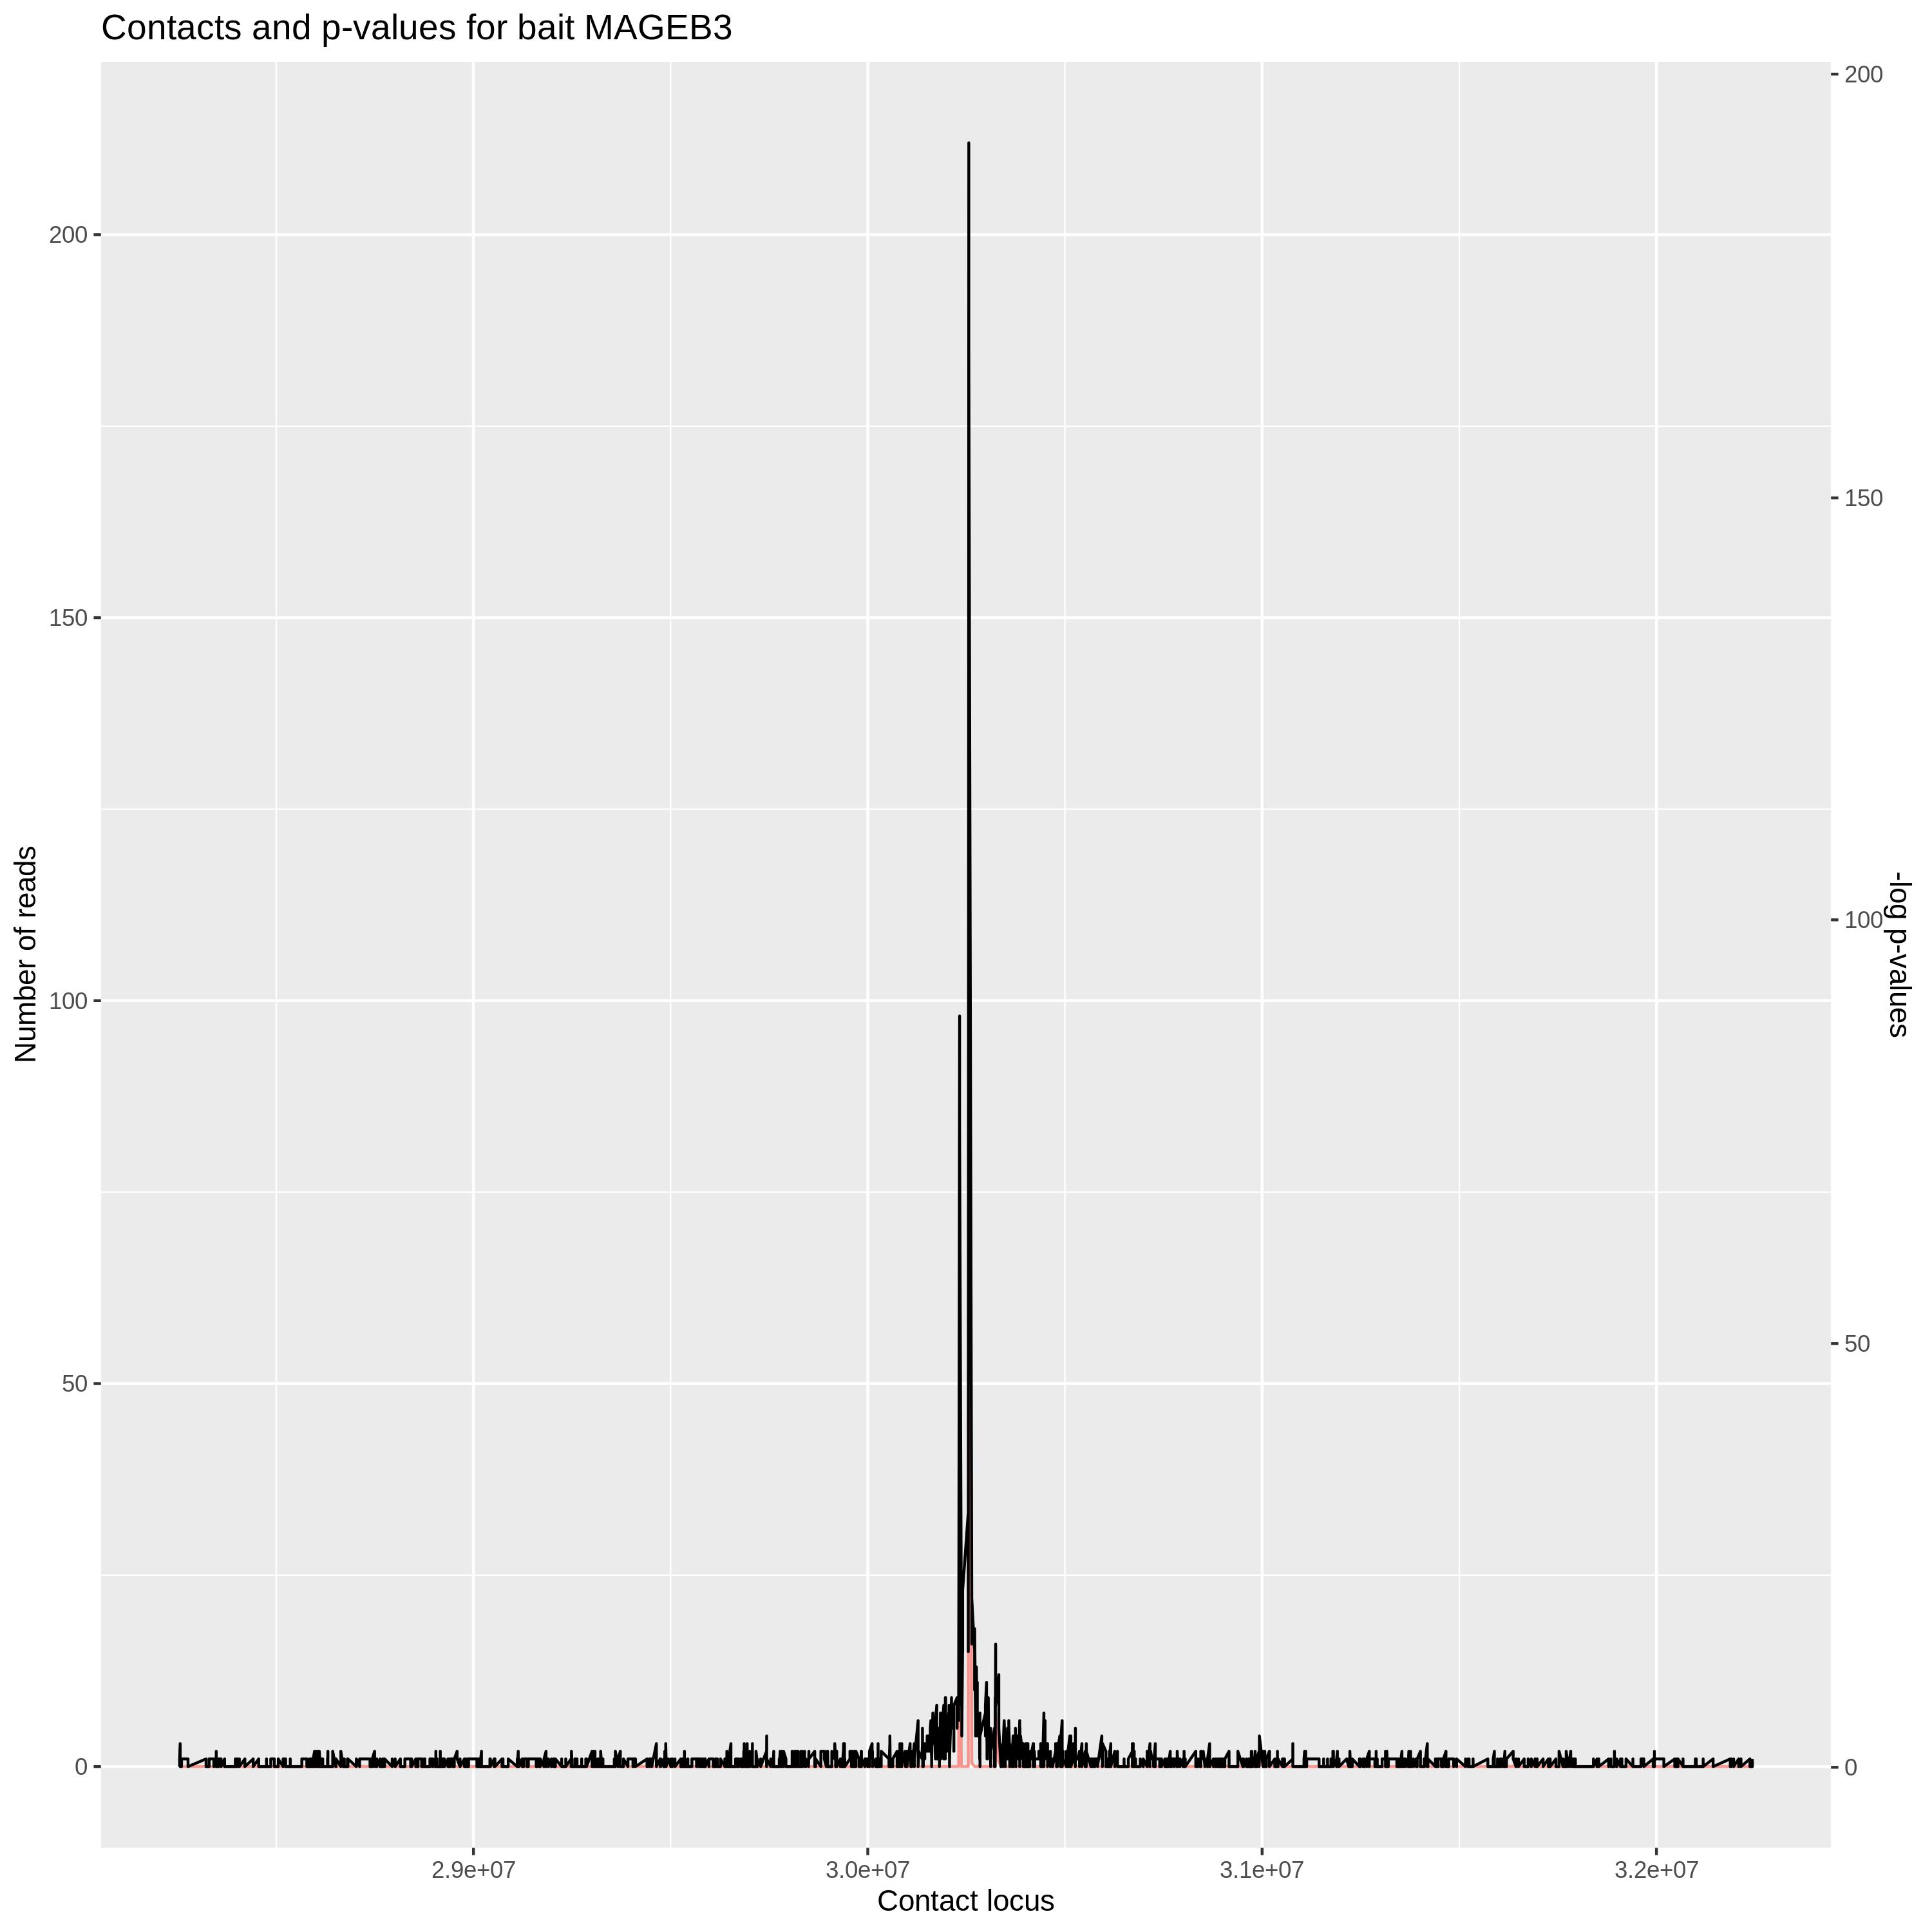 Contacts and p-values for bait MAGEB3
200
150
100
50
0
Number of reads
200
150
100
50
0
-log p-values
2.9e+07 3.0e+07 3.1e+07 3.2e+07
Contact locus